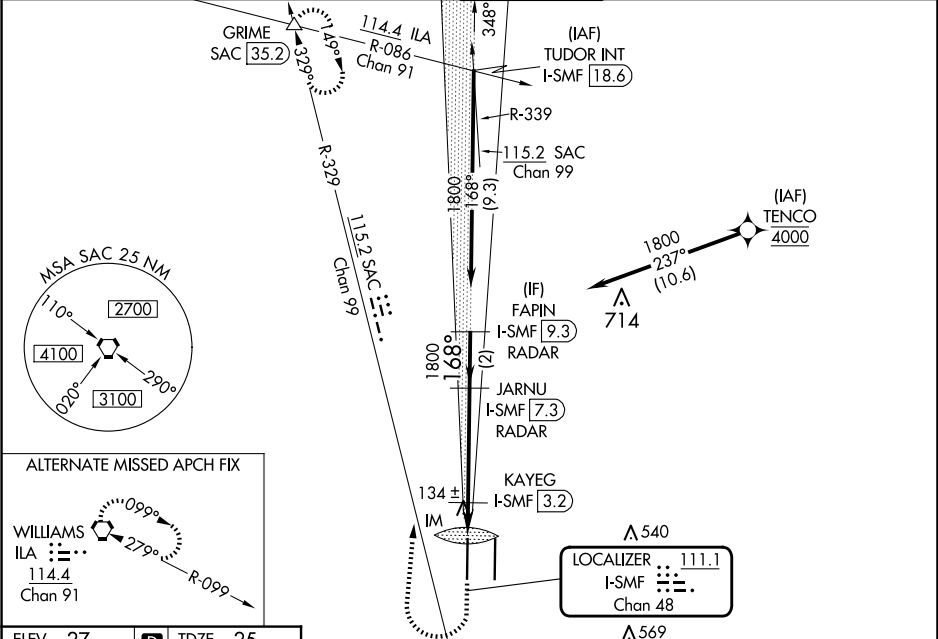 GRIME
SAC 35.2
149°
329°
114.4 ILA
R-086
Chan 91
348°
(IAF)
TUDOR INT
I-SMF 18.6
R-339
115.2 SAC
Chan 99
1800
168°
(9.3)
R-329
115.2 SAC
Chan 99
(IAF)
TENCO
4000
1800
237°
(10.6)
714
MSA SAC 25 NM
110°
2700
4100
290°
020°
3100
(IF)
FAPIN
I-SMF 9.3
RADAR
1800
168°
(2)
JARNU
I-SMF 7.3
RADAR
KAYEG
I-SMF 3.2
134 ±
IM
ALTERNATE MISSED APCH FIX
WILLIAMS
ILA
114.4
Chan 91
099°
279°
R-099
540
LOCALIZER 111.1
I-SMF
Chan 48
569
ELEV 27 D TDZE 25